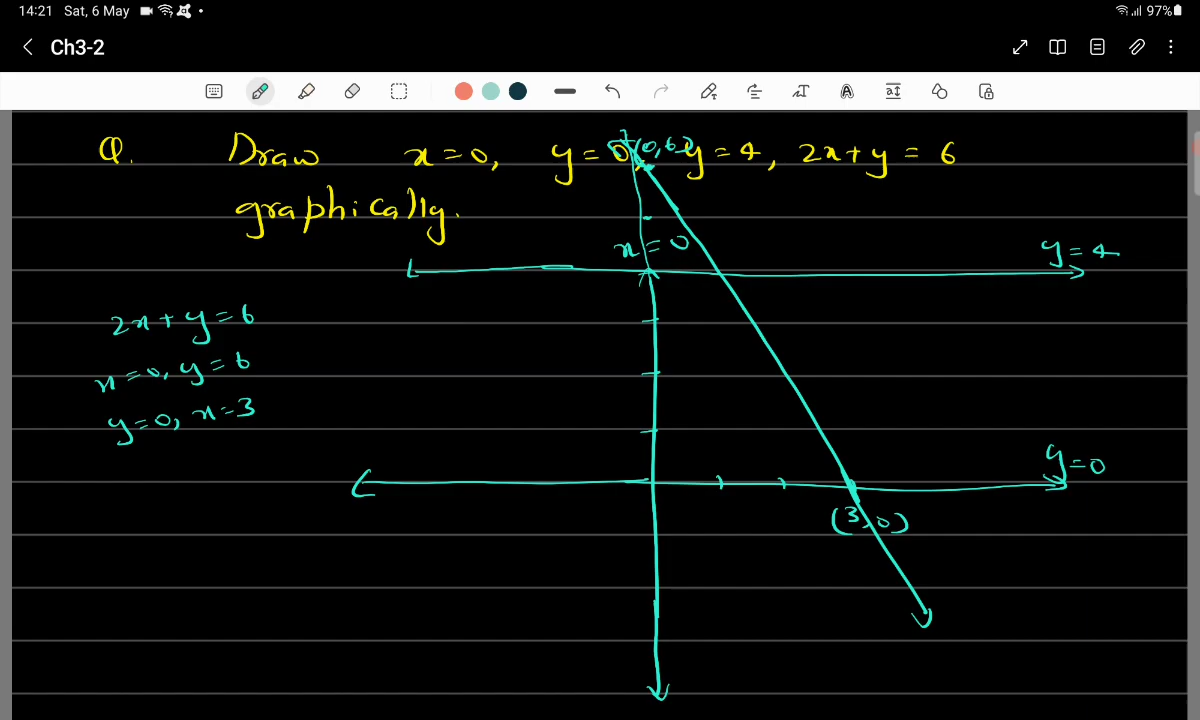 14:21 Sat, 6 May 97%
Ch3-2
Q. Draw x = 0, y = 0, y = 4, 2x + y = 6
graphically.
(0, 6)
x = 0
y = 4
2x + y = 6
x = 0, y = 6
y = 0, x = 3
y = 0
(3, 0)